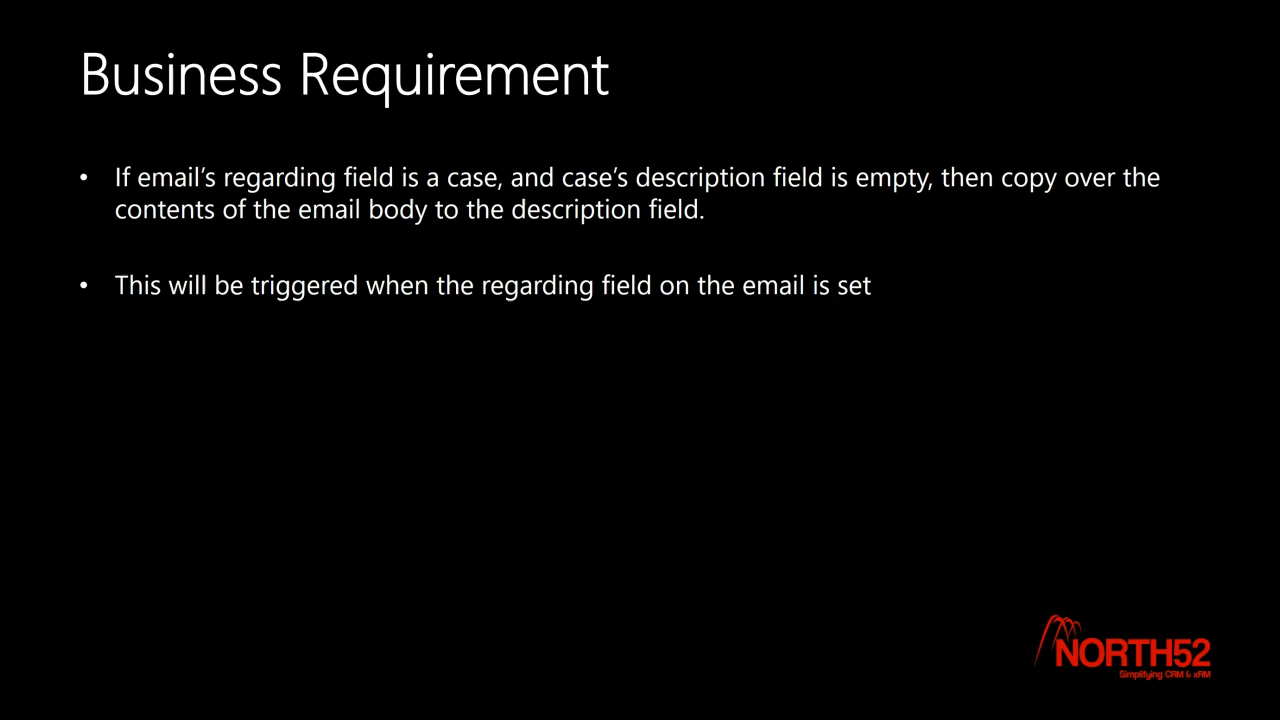 Business Requirement
• If email’s regarding field is a case, and case’s description field is empty, then copy over the
contents of the email body to the description field.
• This will be triggered when the regarding field on the email is set
NORTH52
Simplifying CRM & xRM